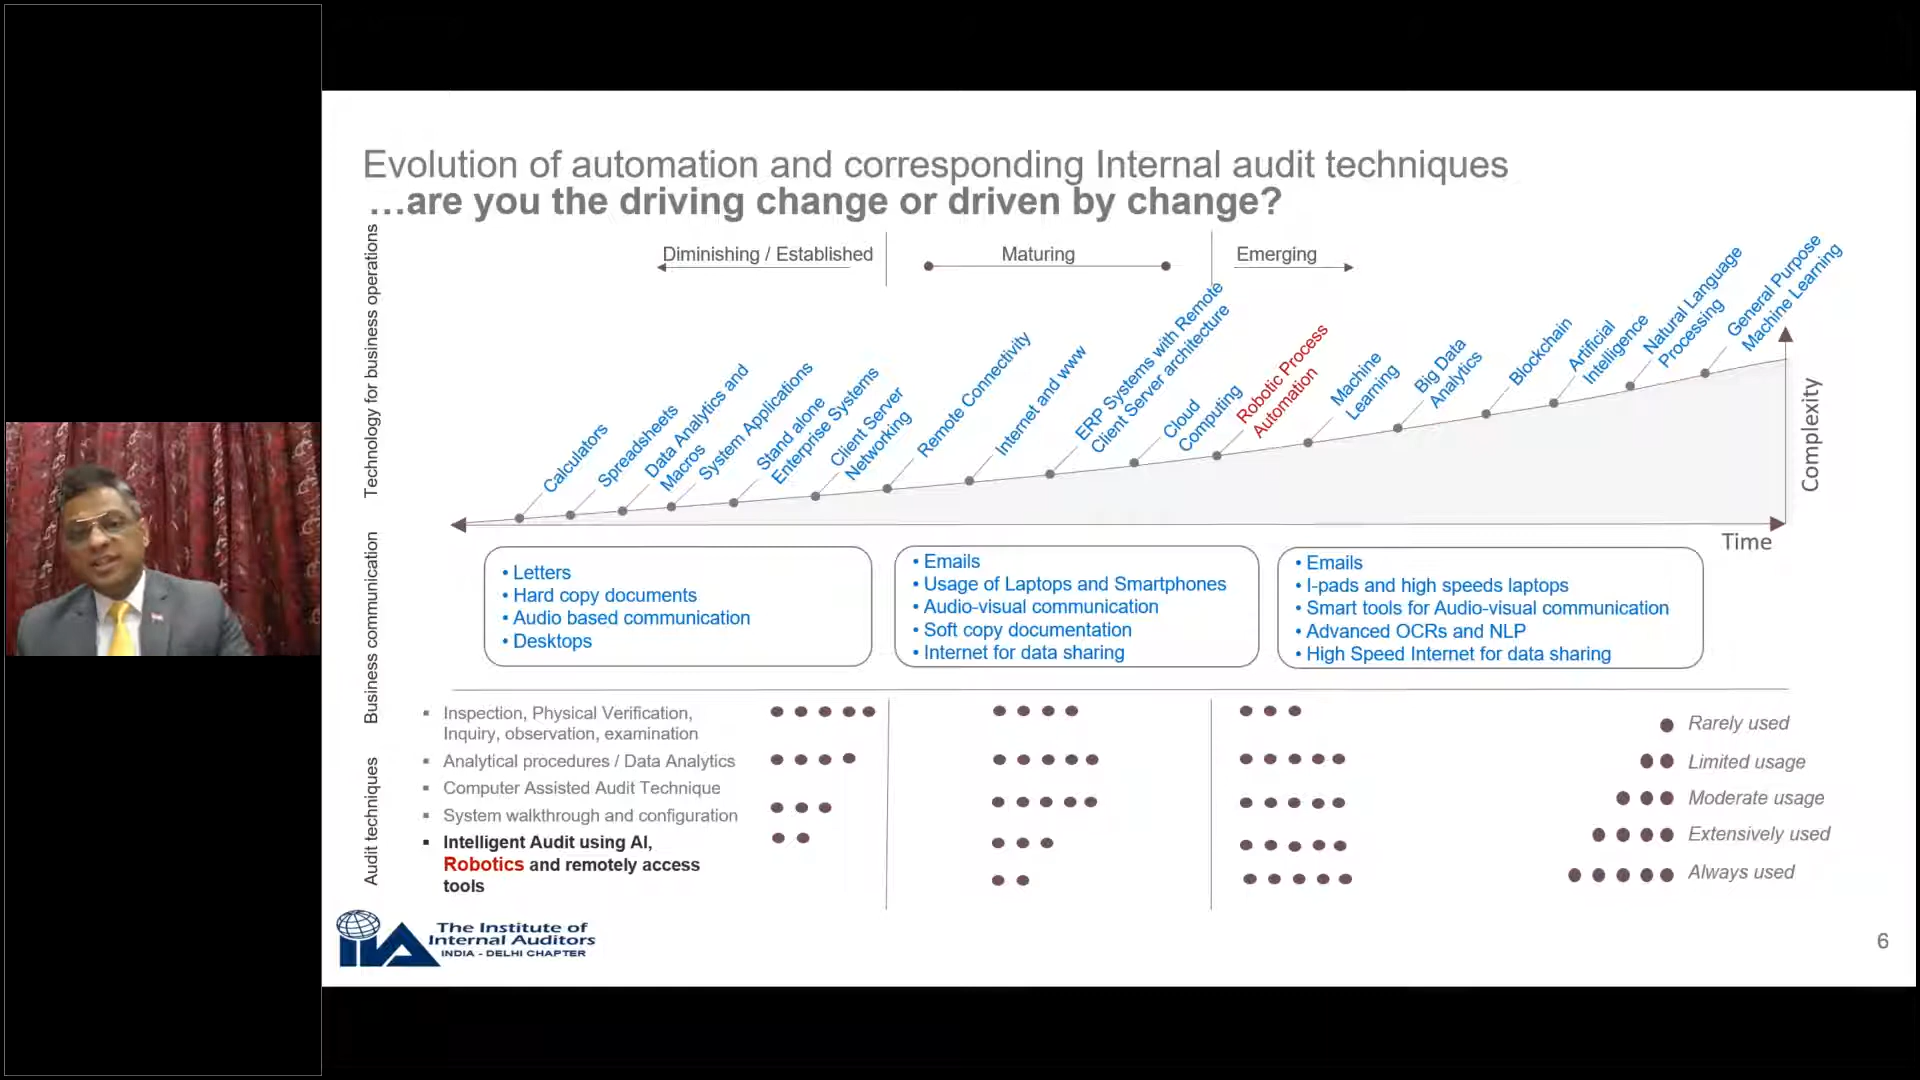 Evolution of automation and corresponding Internal audit techniques
...are you the driving change or driven by change?
Technology for business operations
Diminishing / Established
Maturing
Emerging
Calculators
Spreadsheets
Data Analytics and
Macros
System Applications
Stand alone
Enterprise Systems
Client Server
Networking
Remote Connectivity
Internet and www
ERP Systems with Remote
Client Server architecture
Cloud
Computing
Robotic Process
Automation
Machine
Learning
Big Data
Analytics
Blockchain
Artificial
Intelligence
Natural Language
Processing
General Purpose
Machine Learning
Complexity
Time
Business communication
• Letters
• Hard copy documents
• Audio based communication
• Desktops
• Emails
• Usage of Laptops and Smartphones
• Audio-visual communication
• Soft copy documentation
• Internet for data sharing
• Emails
• I-pads and high speeds laptops
• Smart tools for Audio-visual communication
• Advanced OCRs and NLP
• High Speed Internet for data sharing
Audit techniques
▪ Inspection, Physical Verification,
Inquiry, observation, examination
▪ Analytical procedures / Data Analytics
▪ Computer Assisted Audit Technique
▪ System walkthrough and configuration
▪ Intelligent Audit using AI,
Robotics and remotely access
tools
Rarely used
Limited usage
Moderate usage
Extensively used
Always used
IIA
The Institute of
Internal Auditors
INDIA - DELHI CHAPTER
6